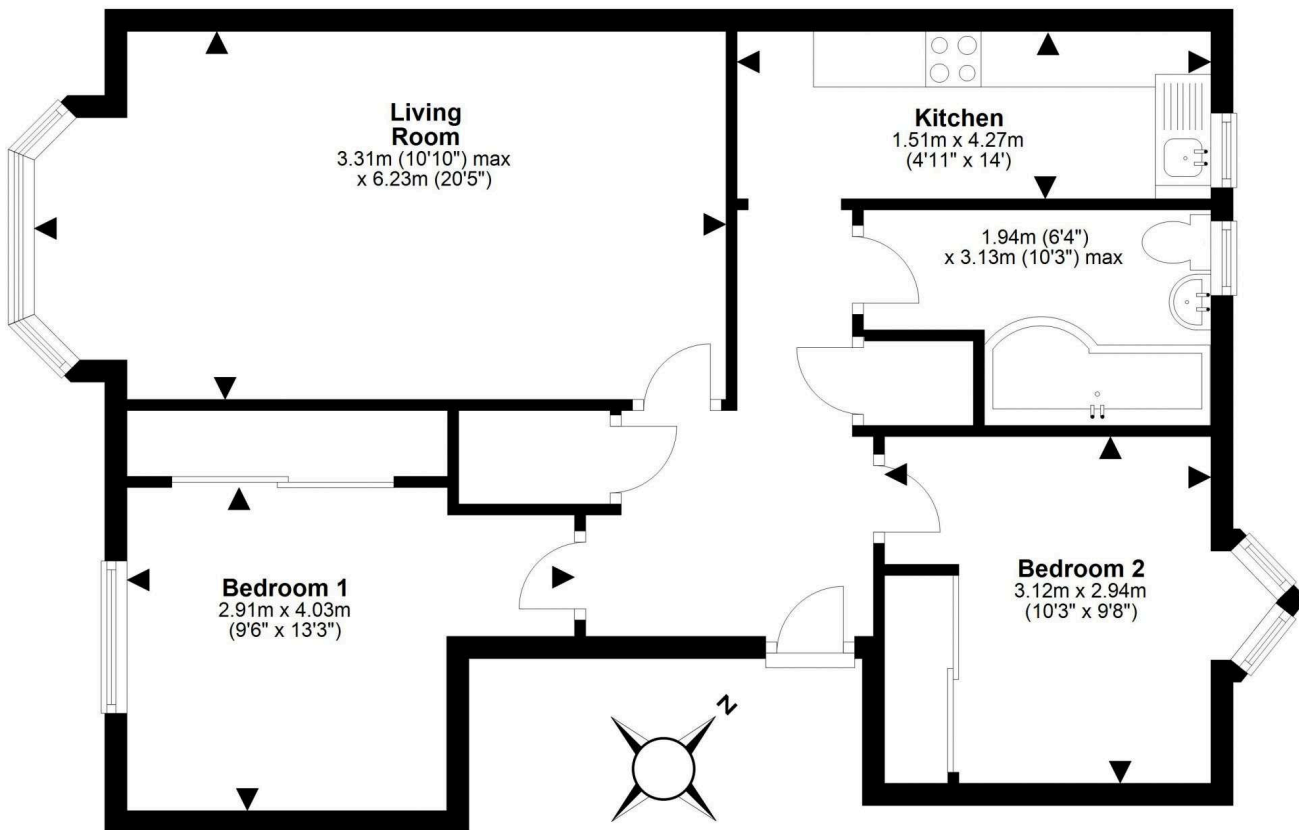 Living
Room
3.31m (10'10") max
x 6.23m (20'5")
Kitchen
1.51m x 4.27m
(4'11" x 14')
1.94m (6'4")
x 3.13m (10'3") max
Bedroom 1
2.91m x 4.03m
(9'6" x 13'3")
Bedroom 2
3.12m x 2.94m
(10'3" x 9'8")
N